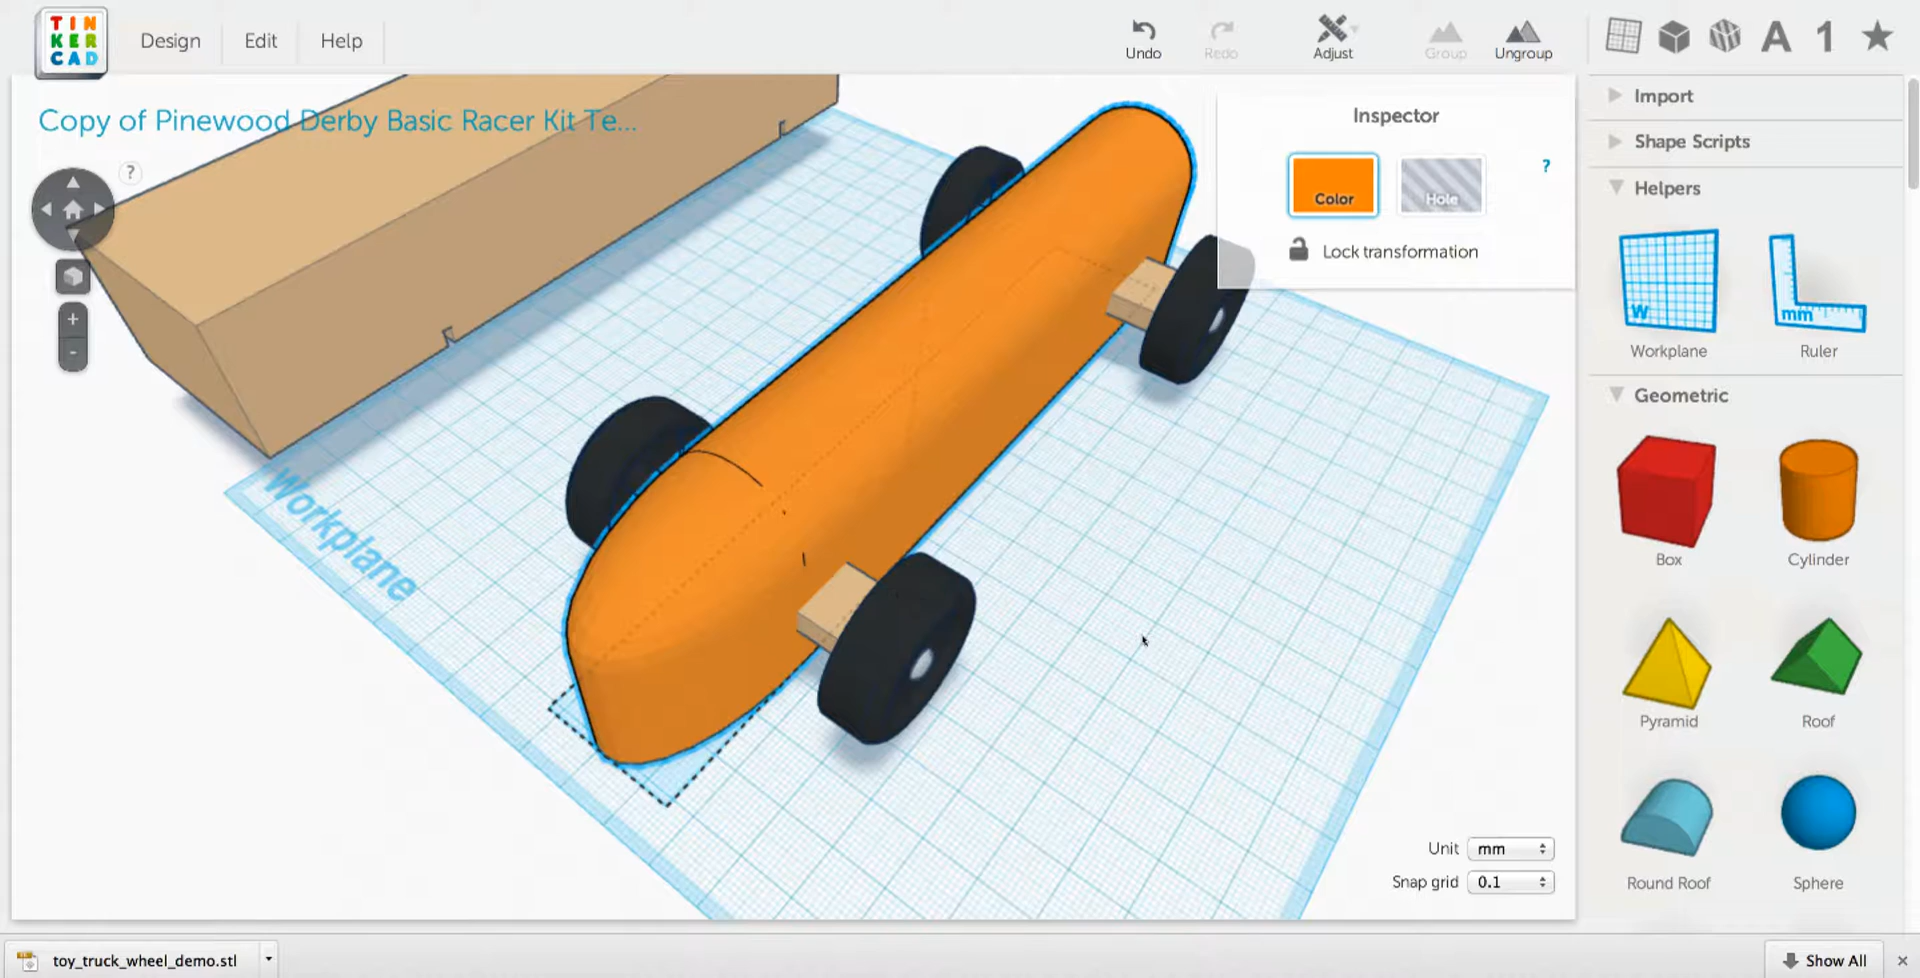 TIN
KER
CAD
Design
Edit
Help
Undo
Redo
Adjust
Group
Ungroup
A
1
Copy of Pinewood Derby Basic Racer Kit Te...
?
Inspector
Color
Hole
?
Lock transformation
+
-
Workplane
Unit
mm
Snap grid
0.1
Import
Shape Scripts
Helpers
W
mm
Workplane
Ruler
Geometric
Box
Cylinder
Pyramid
Roof
Round Roof
Sphere
toy_truck_wheel_demo.stl
Show All